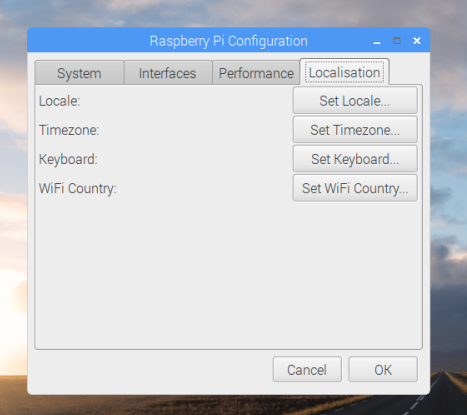 Raspberry Pi Configuration
System Interfaces Performance Localisation
Locale: Set Locale...
Timezone: Set Timezone...
Keyboard: Set Keyboard...
WiFi Country: Set WiFi Country...
Cancel OK